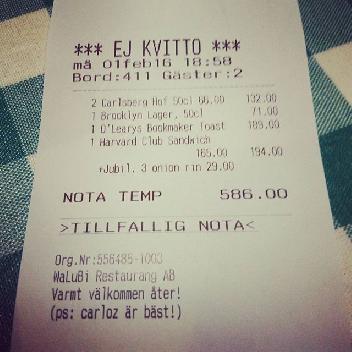 *** EJ KVITTO ***
må 01feb16 18:58
Bord:411 Gäster:2
2 Carlsberg Hof 50cl 66.00 132.00
1 Brooklyn Lager, 50cl 71.00
1 O'Learys Bookmaker Toast 189.00
1 Harvard Club Sandwich
165.00 194.00
+Jubil. 3 onion rin 29.00
NOTA TEMP 586.00
>TILLFALLIG NOTA<
Org.Nr:556485-1003
WaLuBi Restaurang AB
Varmt välkommen åter!
(ps: carloz är bäst!)